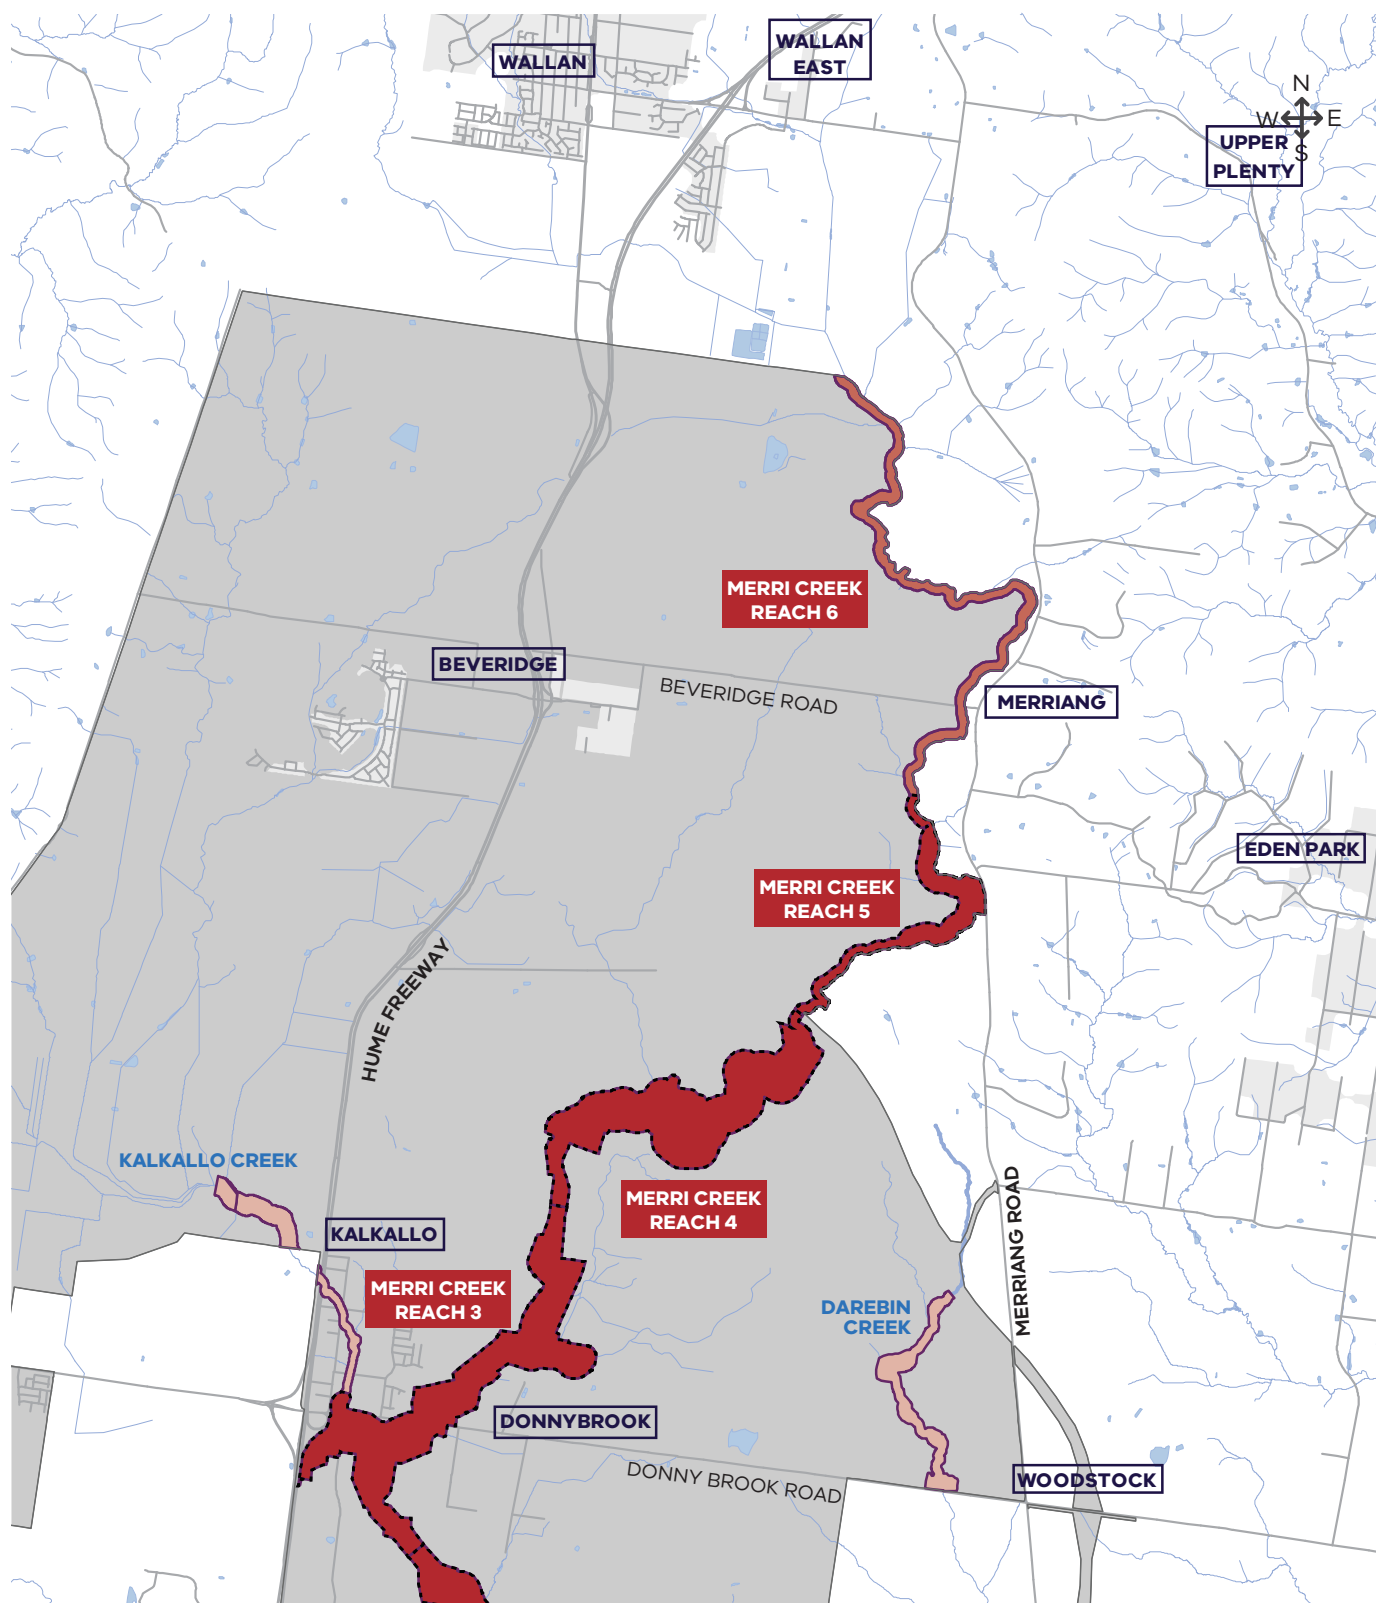 WALLAN
WALLAN
EAST
N
W
E
S
UPPER
PLENTY
MERRI CREEK
REACH 6
BEVERIDGE
BEVERIDGE ROAD
MERRIANG
EDEN PARK
MERRI CREEK
REACH 5
HUME FREEWAY
KALKALLO CREEK
MERRI CREEK
REACH 4
KALKALLO
MERRIANG ROAD
MERRI CREEK
REACH 3
DAREBIN
CREEK
DONNYBROOK
DONNY BROOK ROAD
WOODSTOCK